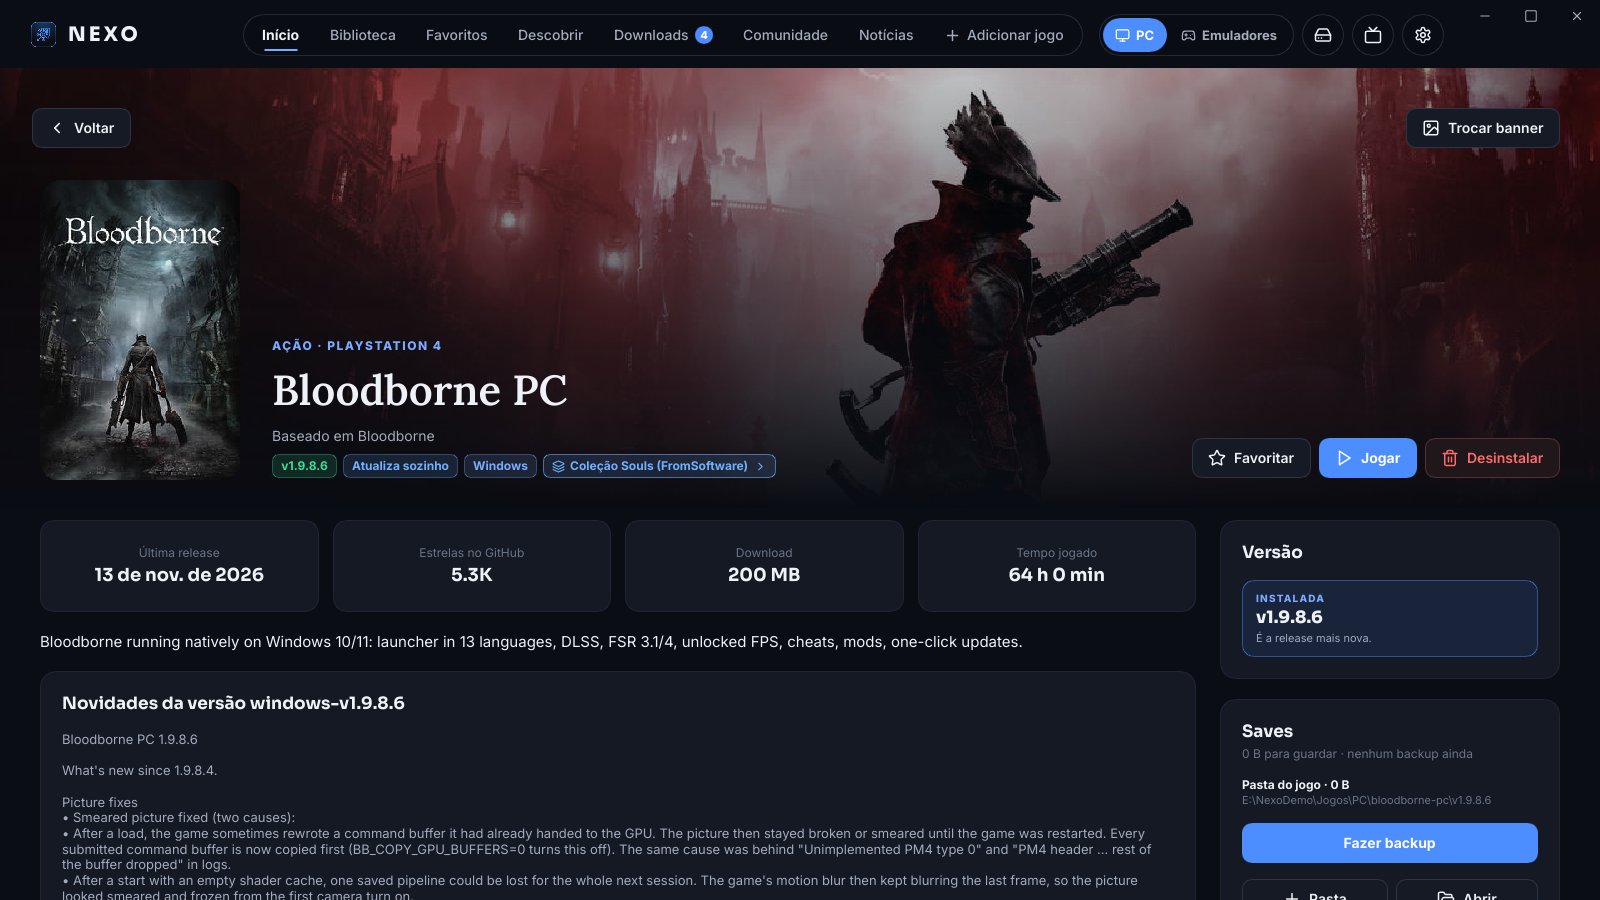 NEXO
Início
Biblioteca
Favoritos
Descobrir
Downloads 4
Comunidade
Notícias
Adicionar jogo
PC
Emuladores
Voltar
Trocar banner
Bloodborne
AÇÃO · PLAYSTATION 4
Bloodborne PC
Baseado em Bloodborne
v1.9.8.6
Atualiza sozinho
Windows
Coleção Souls (FromSoftware)
Favoritar
Jogar
Desinstalar
Última release
13 de nov. de 2026
Estrelas no GitHub
5.3K
Download
200 MB
Tempo jogado
64 h 0 min
Bloodborne running natively on Windows 10/11: launcher in 13 languages, DLSS, FSR 3.1/4, unlocked FPS, cheats, mods, one-click updates.
Novidades da versão windows-v1.9.8.6
Bloodborne PC 1.9.8.6
What's new since 1.9.8.4.
Picture fixes
• Smeared picture fixed (two causes):
• After a load, the game sometimes rewrote a command buffer it had already handed to the GPU. The picture then stayed broken or smeared until the game was restarted. Every
submitted command buffer is now copied first (BB_COPY_GPU_BUFFERS=0 turns this off). The same cause was behind "Unimplemented PM4 type 0" and "PM4 header ... rest of
the buffer dropped" in logs.
• After a start with an empty shader cache, one saved pipeline could be lost for the whole next session. The game's motion blur then kept blurring the last frame, so the picture
looked smeared and frozen from the first camera turn on.
Versão
INSTALADA
v1.9.8.6
É a release mais nova.
Saves
0 B para guardar · nenhum backup ainda
Pasta do jogo · 0 B
E:\NexoDemo\Jogos\PC\bloodborne-pc\v1.9.8.6
Fazer backup
Pasta
Abrir